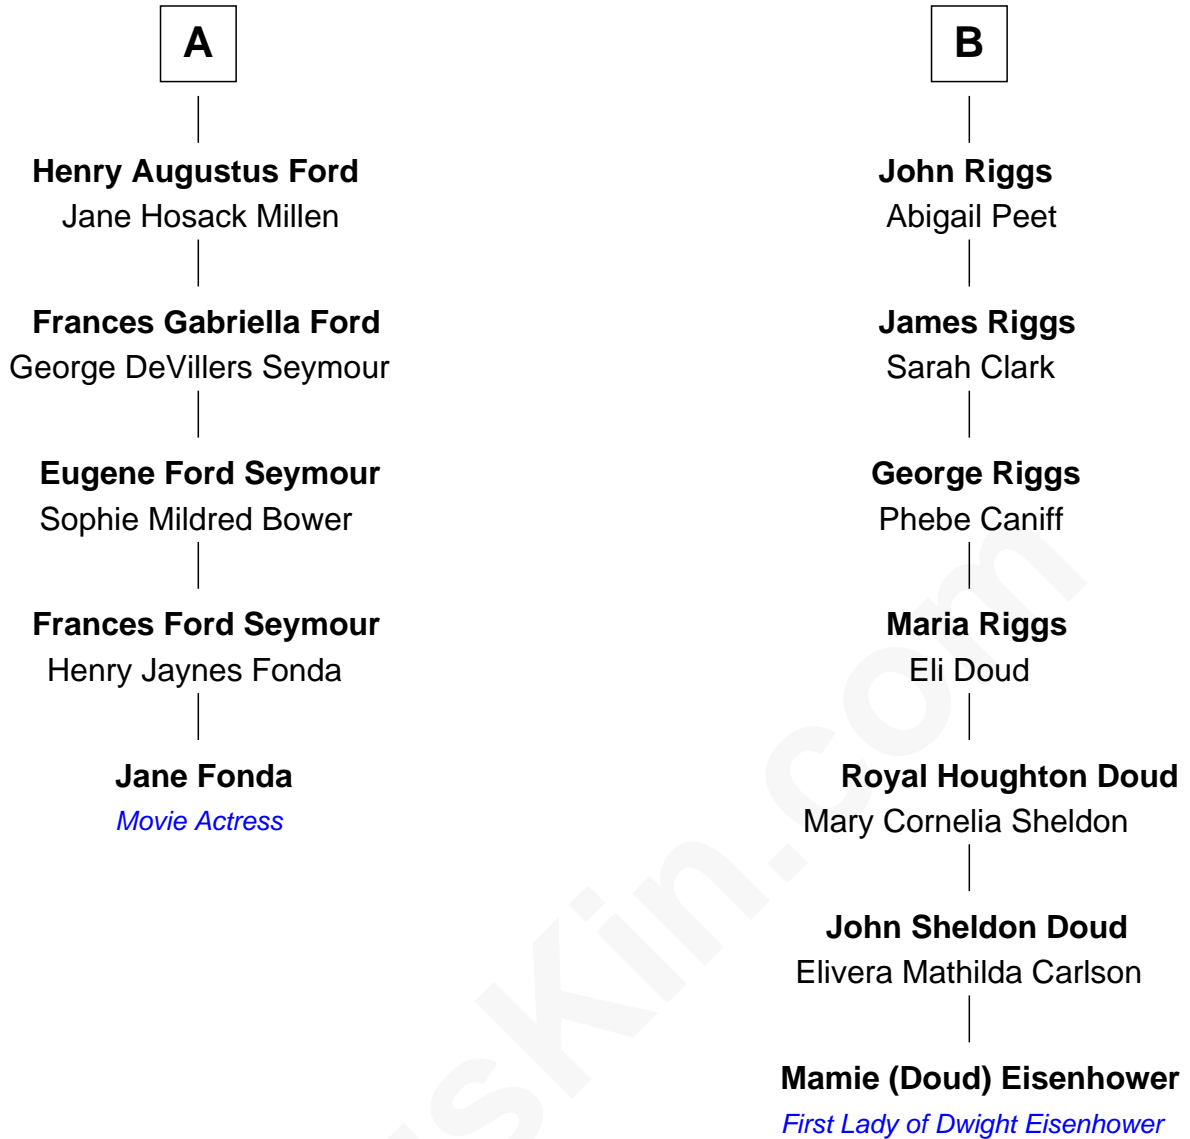 A
Henry Augustus Ford
Jane Hosack Millen
Frances Gabriella Ford
George DeVillers Seymour
Eugene Ford Seymour
Sophie Mildred Bower
Frances Ford Seymour
Henry Jaynes Fonda
Jane Fonda
Movie Actress
B
John Riggs
Abigail Peet
James Riggs
Sarah Clark
George Riggs
Phebe Caniff
Maria Riggs
Eli Doud
Royal Houghton Doud
Mary Cornelia Sheldon
John Sheldon Doud
Elivera Mathilda Carlson
Mamie (Doud) Eisenhower
First Lady of Dwight Eisenhower
sKin.com